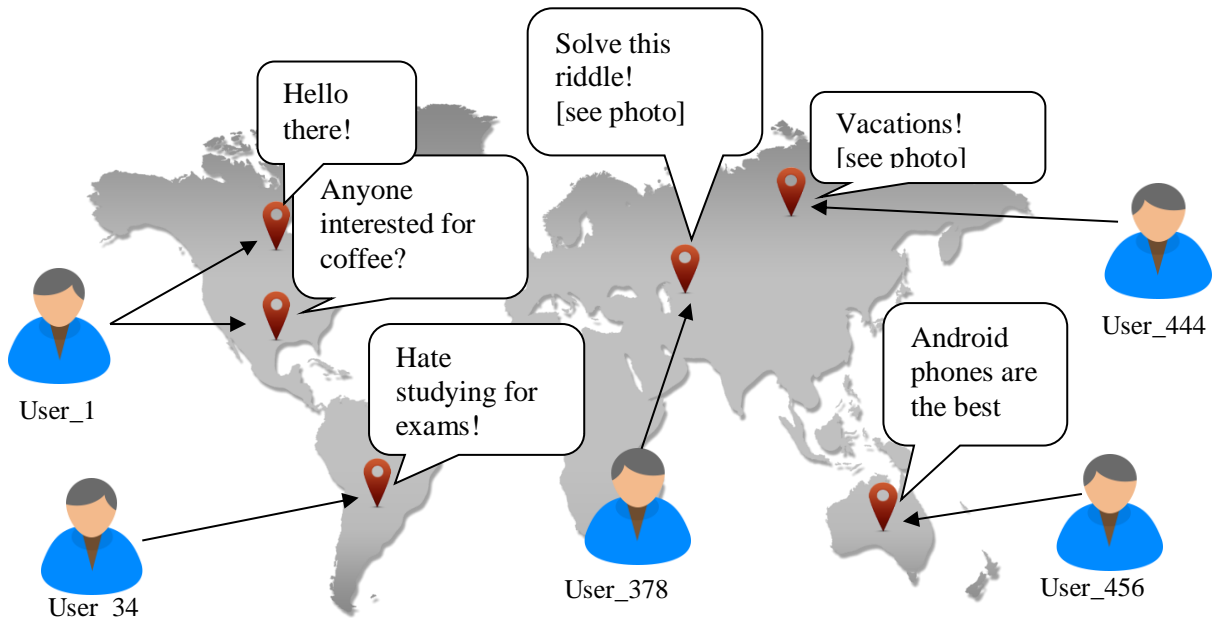 Solve this
riddle!
[see photo]
Hello
there!
Vacations!
[see photo]
Anyone
interested for
coffee?
User_444
Android
phones are
the best
Hate
studying for
exams!
User_1
User_378
User_456
User_34